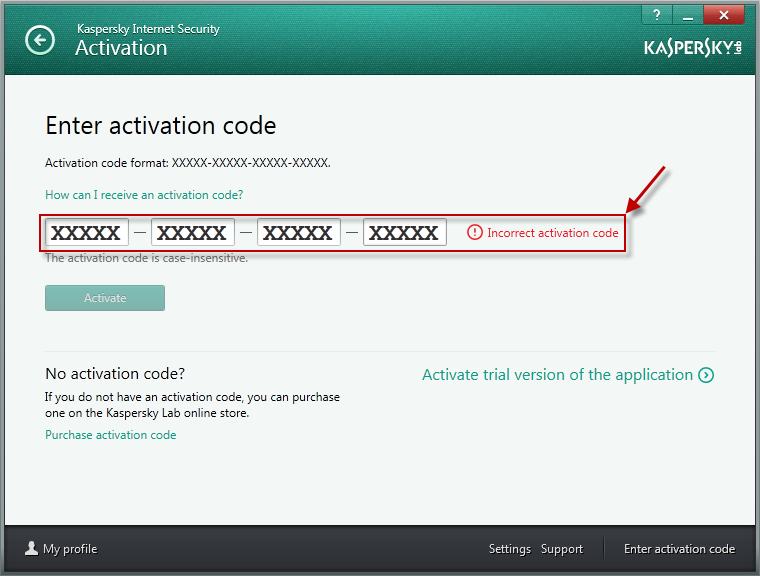 Kaspersky Internet Security
Activation
?
KASPERSKY lab
Enter activation code
Activation code format: XXXXX-XXXXX-XXXXX-XXXXX.
How can I receive an activation code?
XXXXX — XXXXX — XXXXX — XXXXX ! Incorrect activation code
The activation code is case-insensitive.
Activate
No activation code?
Activate trial version of the application
If you do not have an activation code, you can purchase
one on the Kaspersky Lab online store.
Purchase activation code
My profile
Settings Support Enter activation code